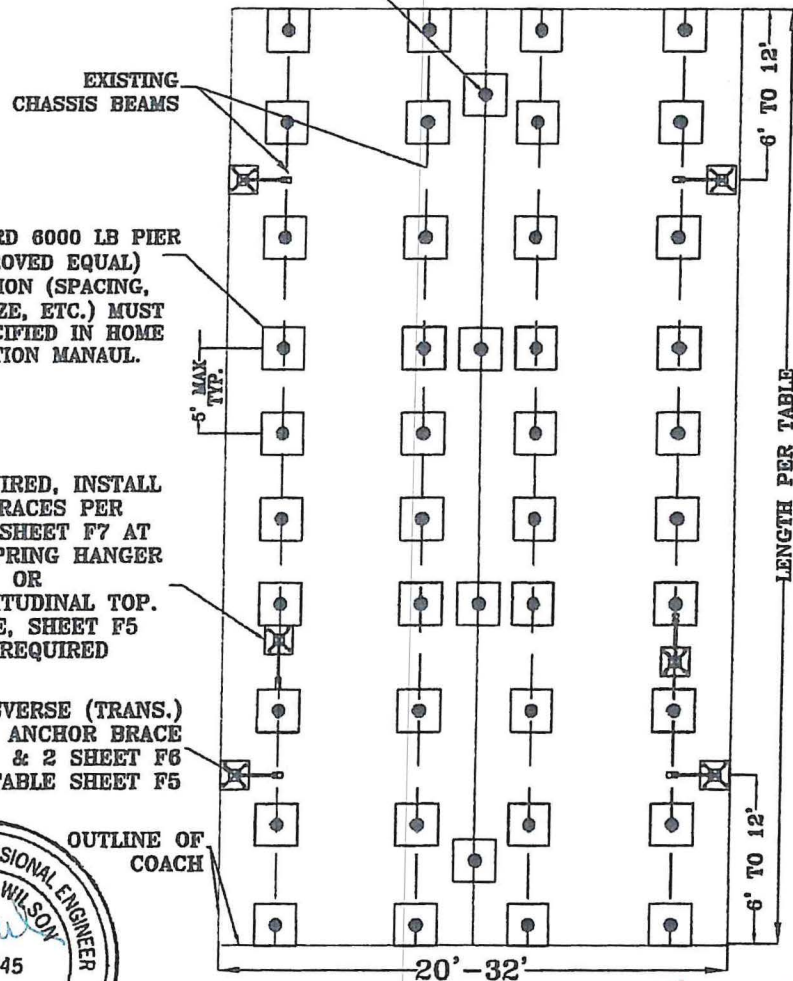 EXISTING
CHASSIS BEAMS
6' TO 12'
RD 6000 LB PIER
OVED EQUAL)
ION (SPACING,
ZE, ETC.) MUST
CIFIED IN HOME
TION MANAUL.
5' MAX
TYP.
LENGTH PER TABLE
IRED, INSTALL
RACES PER
SHEET F7 AT
PRING HANGER
OR
ITUDINAL TOP.
E, SHEET F5
REQUIRED
VERSE (TRANS.)
ANCHOR BRACE
& 2 SHEET F6
TABLE SHEET F5
OUTLINE OF
COACH
6' TO 12'
20'-32'
SIONAL ENGINEER
WILSON
45